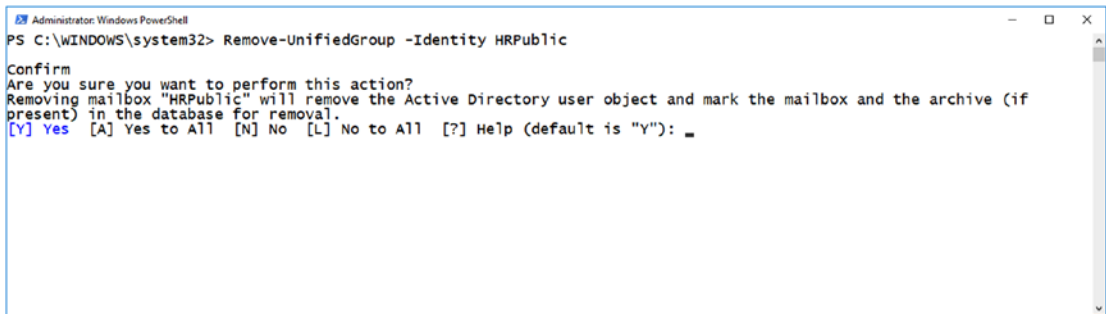 Administrator: Windows PowerShell
PS C:\WINDOWS\system32> Remove-UnifiedGroup -Identity HRPublic
Confirm
Are you sure you want to perform this action?
Removing mailbox "HRPublic" will remove the Active Directory user object and mark the mailbox and the archive (if
present) in the database for removal.
[Y] Yes  [A] Yes to All  [N] No  [L] No to All  [?] Help (default is "Y"): _